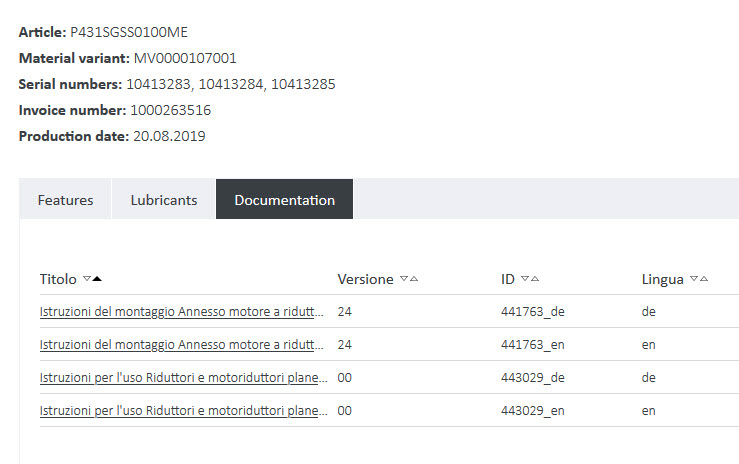 Article: P431SGSS0100ME
Material variant: MV0000107001
Serial numbers: 10413283, 10413284, 10413285
Invoice number: 1000263516
Production date: 20.08.2019
Features Lubricants Documentation
Titolo Versione ID Lingua
Istruzioni del montaggio Annesso motore a ridutt... 24 441763_de de
Istruzioni del montaggio Annesso motore a ridutt... 24 441763_en en
Istruzioni per l'uso Riduttori e motoriduttori plane... 00 443029_de de
Istruzioni per l'uso Riduttori e motoriduttori plane... 00 443029_en en